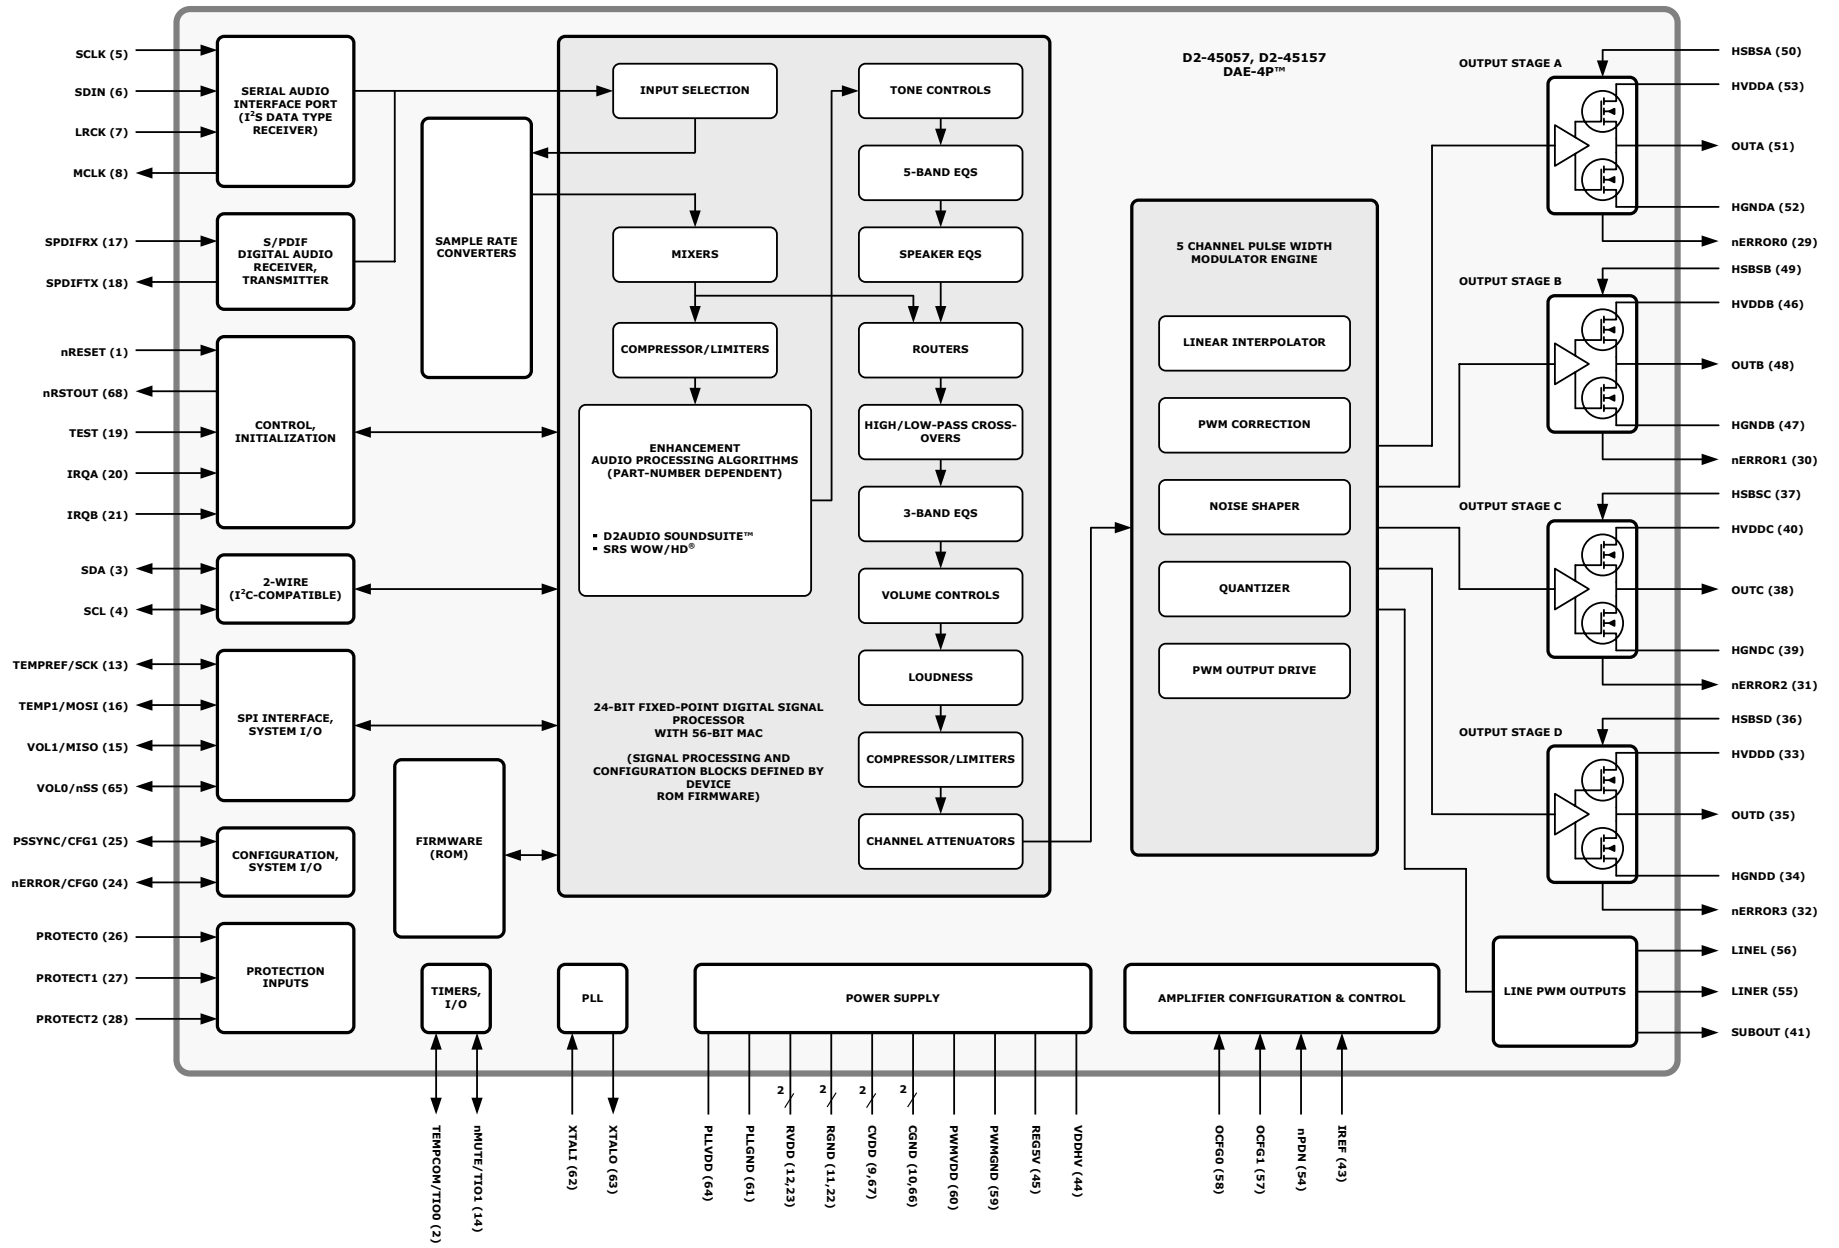 D2-45057, D2-45157
DAE-4P™
SCLK (5)
SDIN (6)
LRCK (7)
MCLK (8)
SERIAL AUDIO
INTERFACE PORT
(I²S DATA TYPE
RECEIVER)
SPDIFRX (17)
SPDIFTX (18)
S/PDIF
DIGITAL AUDIO
RECEIVER,
TRANSMITTER
nRESET (1)
nRSTOUT (68)
TEST (19)
IRQA (20)
IRQB (21)
CONTROL,
INITIALIZATION
SDA (3)
SCL (4)
2-WIRE
(I²C-COMPATIBLE)
TEMPREF/SCK (13)
TEMP1/MOSI (16)
VOL1/MISO (15)
VOL0/nSS (65)
SPI INTERFACE,
SYSTEM I/O
PSSYNC/CFG1 (25)
nERROR/CFG0 (24)
CONFIGURATION,
SYSTEM I/O
PROTECT0 (26)
PROTECT1 (27)
PROTECT2 (28)
PROTECTION
INPUTS
SAMPLE RATE
CONVERTERS
FIRMWARE
(ROM)
INPUT SELECTION
MIXERS
COMPRESSOR/LIMITERS
ENHANCEMENT
AUDIO PROCESSING ALGORITHMS
(PART-NUMBER DEPENDENT)
▪ D2AUDIO SOUNDSUITE™
▪ SRS WOW/HD®
24-BIT FIXED-POINT DIGITAL SIGNAL
PROCESSOR
WITH 56-BIT MAC
(SIGNAL PROCESSING AND
CONFIGURATION BLOCKS DEFINED BY
DEVICE
ROM FIRMWARE)
TONE CONTROLS
5-BAND EQS
SPEAKER EQS
ROUTERS
HIGH/LOW-PASS CROSS-
OVERS
3-BAND EQS
VOLUME CONTROLS
LOUDNESS
COMPRESSOR/LIMITERS
CHANNEL ATTENUATORS
5 CHANNEL PULSE WIDTH
MODULATOR ENGINE
LINEAR INTERPOLATOR
PWM CORRECTION
NOISE SHAPER
QUANTIZER
PWM OUTPUT DRIVE
OUTPUT STAGE A
HSBSA (50)
HVDDA (53)
OUTA (51)
HGNDA (52)
nERROR0 (29)
OUTPUT STAGE B
HSBSB (49)
HVDDB (46)
OUTB (48)
HGNDB (47)
nERROR1 (30)
OUTPUT STAGE C
HSBSC (37)
HVDDC (40)
OUTC (38)
HGNDC (39)
nERROR2 (31)
OUTPUT STAGE D
HSBSD (36)
HVDDD (33)
OUTD (35)
HGNDD (34)
nERROR3 (32)
LINE PWM OUTPUTS
LINEL (56)
LINER (55)
SUBOUT (41)
TIMERS,
I/O
TEMPCOM/TIO0 (2)
nMUTE/TIO1 (14)
PLL
XTALI (62)
XTALO (63)
POWER SUPPLY
2
2
2
2
PLLVDD (64)
PLLGND (61)
RVDD (12,23)
RGND (11,22)
CVDD (9,67)
CGND (10,66)
PWMVDD (60)
PWMGND (59)
REG5V (45)
VDDHV (44)
AMPLIFIER CONFIGURATION & CONTROL
OCFG0 (58)
OCFG1 (57)
nPDN (54)
IREF (43)